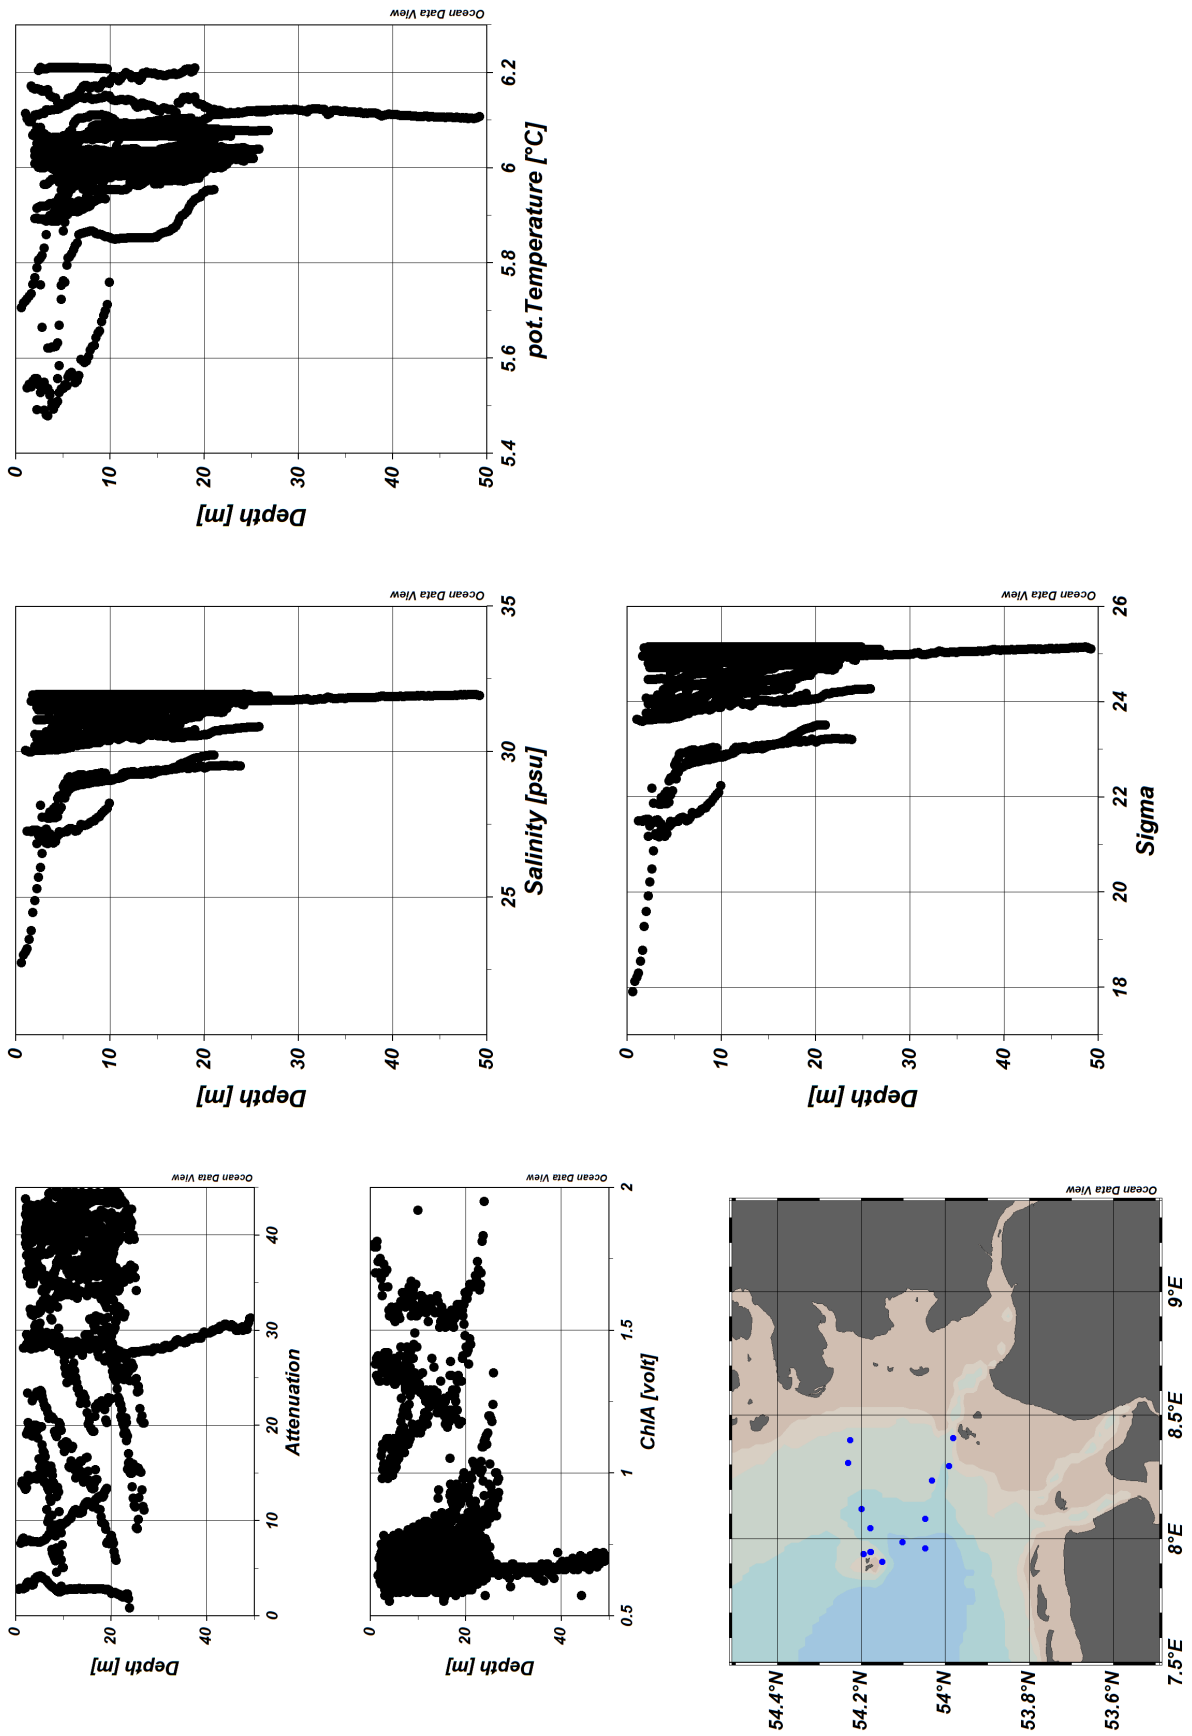 Ocean Data View
Depth [m]
0
20
40
0 10 20 30 40
Attenuation
Ocean Data View
Depth [m]
0
10
20
30
40
50
25 30 35
Salinity [psu]
Ocean Data View
Depth [m]
0
10
20
30
40
50
5.4 5.6 5.8 6 6.2
pot.Temperature [°C]
Ocean Data View
Depth [m]
0
20
40
0.5 1 1.5 2
ChlA [volt]
Ocean Data View
54.4°N
54.2°N
54°N
53.8°N
53.6°N
7.5°E 8°E 8.5°E 9°E
Ocean Data View
Depth [m]
0
10
20
30
40
50
18 20 22 24 26
Sigma